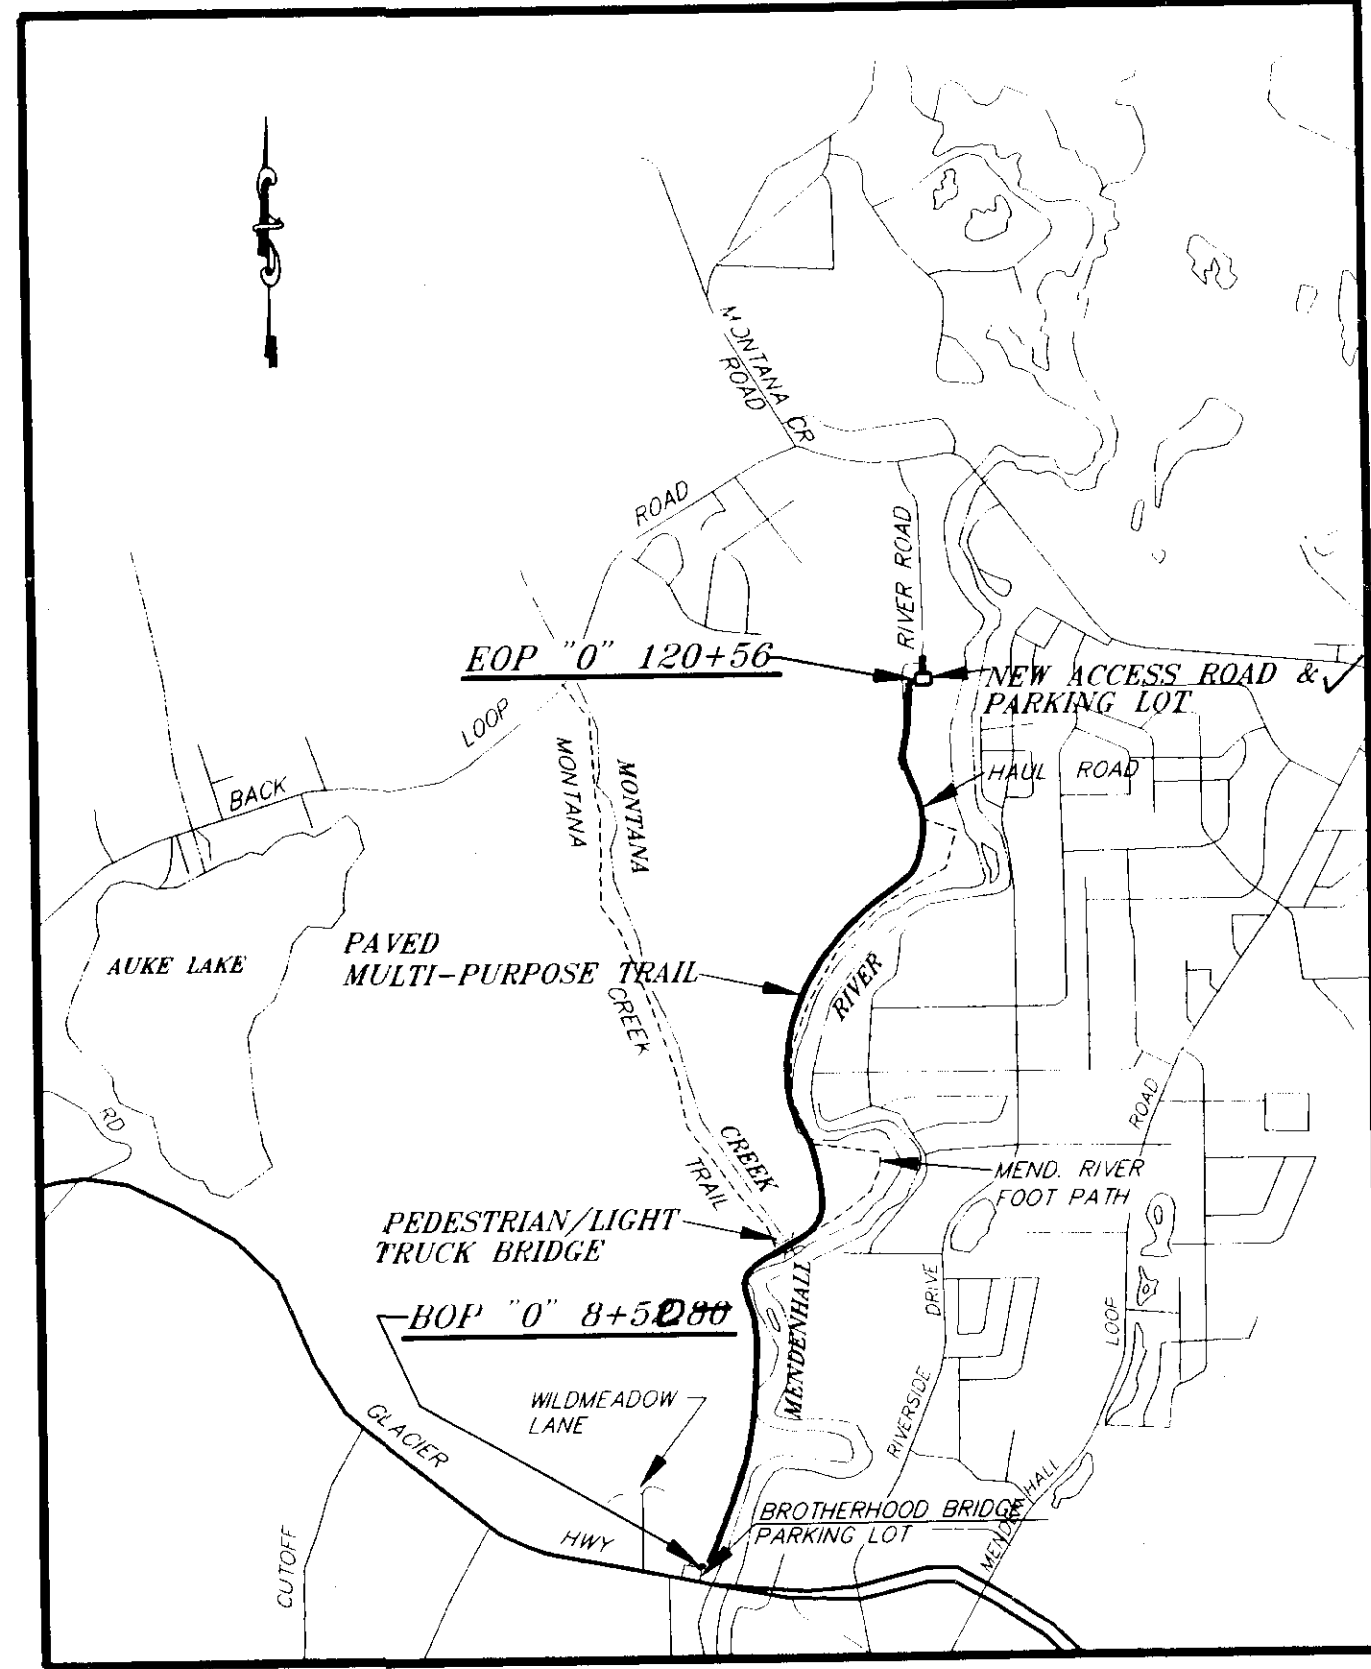 MONTANA CR
ROAD
ROAD
RIVER ROAD
EOP "0" 120+56
NEW ACCESS ROAD &
PARKING LOT
LOOP
BACK
MONTANA
MONTANA
HAUL ROAD
AUKE LAKE
PAVED
MULTI-PURPOSE TRAIL
CREEK
RIVER
RD
ROAD
CREEK
TRAIL
MEND. RIVER
FOOT PATH
PEDESTRIAN/LIGHT
TRUCK BRIDGE
MENDENHALL
DRIVE
LOOP
BOP "0" 8+5
WILDMEADOW
LANE
RIVERSIDE
GLACIER
HWY
BROTHERHOOD BRIDGE
PARKING LOT
MENDENHALL
CUTOFF